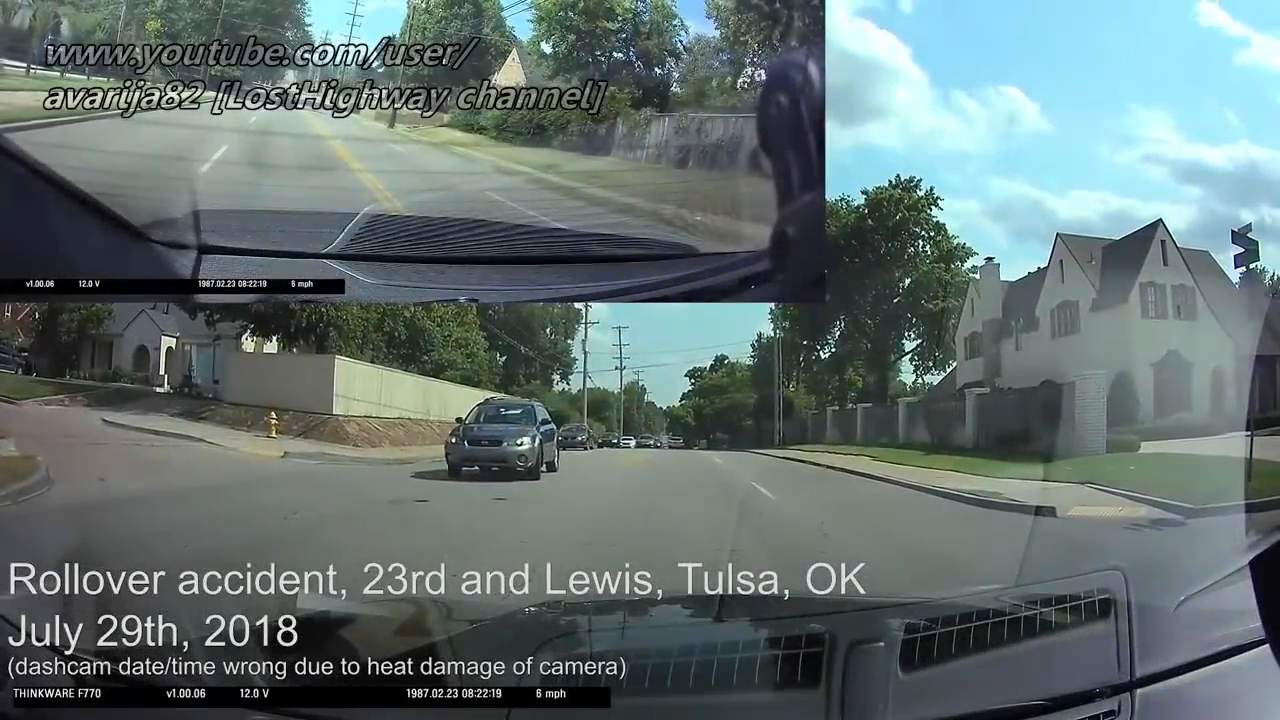 www.youtube.com/user/
avarija82 [LostHighway channel]
v1.00.06 12.0 V 1987.02.23 08:22:19 6 mph
Rollover accident, 23rd and Lewis, Tulsa, OK
July 29th, 2018
(dashcam date/time wrong due to heat damage of camera)
THINKWARE F770 v1.00.06 12.0 V 1987.02.23 08:22:19 6 mph